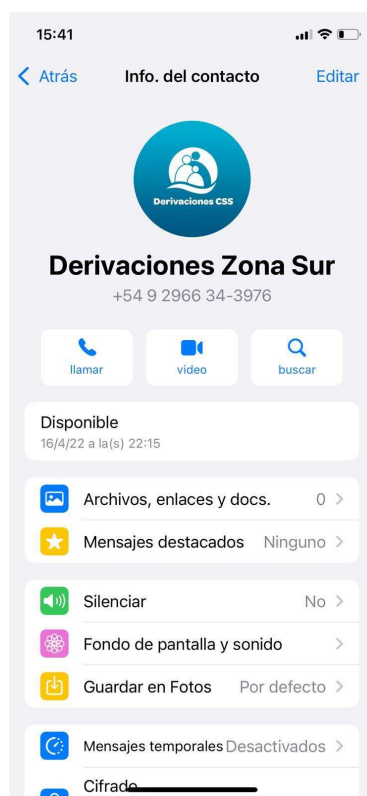 15:41
Atrás
Info. del contacto
Editar
Derivaciones CSS
Derivaciones Zona Sur
+54 9 2966 34-3976
llamar
video
buscar
Disponible
16/4/22 a la(s) 22:15
Archivos, enlaces y docs. 0
Mensajes destacados Ninguno
Silenciar No
Fondo de pantalla y sonido
Guardar en Fotos Por defecto
Mensajes temporales Desactivados
Cifrado